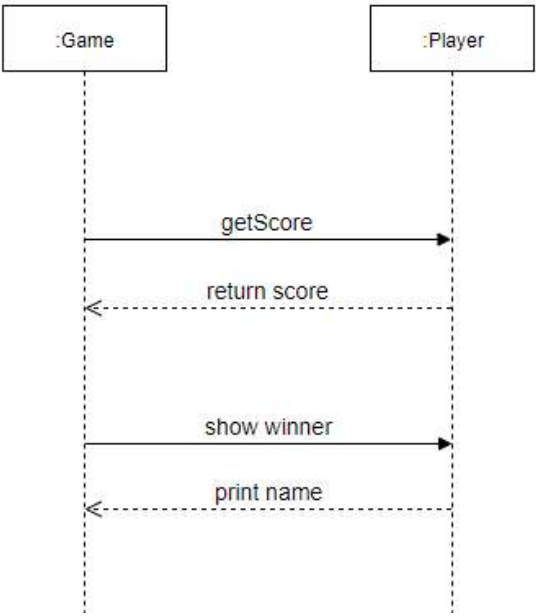 :Game
:Player
getScore
return score
show winner
print name